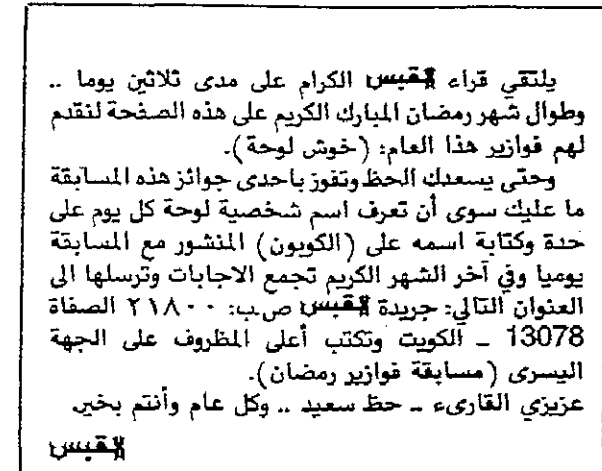 يلتقي قراء القبس الكرام على مدى ثلاثين يوما ..
وطوال شهر رمضان المبارك الكريم على هذه الصفحة لنقدم
لهم فوازير هذا العام: (خوش لوحة).
وحتى يسعدك الحظ وتفوز باحدى جوائز هذه المسابقة
ما عليك سوى أن تعرف اسم شخصية لوحة كل يوم على
حدة وكتابة اسمه على (الكوبون) المنشور مع المسابقة
يوميا وفي آخر الشهر الكريم تجمع الاجابات وترسلها الى
العنوان التالي: جريدة القبس ص.ب: ٢١٨٠٠ الصفاة
13078 ــ الكويت وتكتب أعلى المظروف على الجهة
اليسرى (مسابقة فوازير رمضان).
عزيزي القارىء ــ حظ سعيد .. وكل عام وأنتم بخير.
القبس